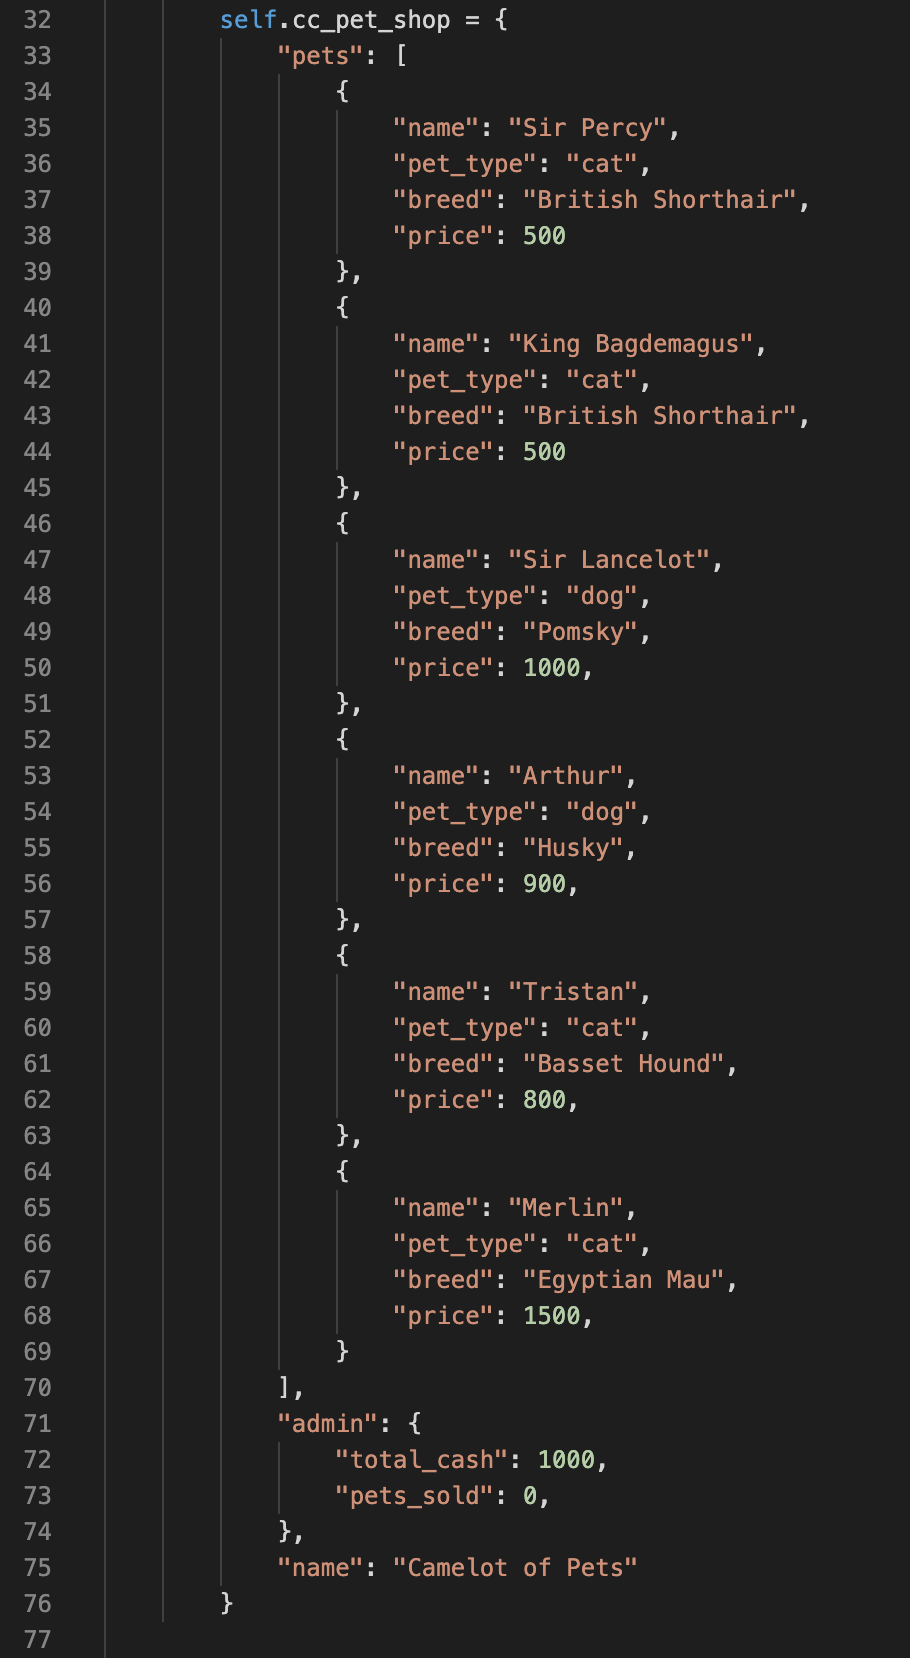 32 self.cc_pet_shop = {
33 "pets": [
34 {
35 "name": "Sir Percy",
36 "pet_type": "cat",
37 "breed": "British Shorthair",
38 "price": 500
39 },
40 {
41 "name": "King Bagdemagus",
42 "pet_type": "cat",
43 "breed": "British Shorthair",
44 "price": 500
45 },
46 {
47 "name": "Sir Lancelot",
48 "pet_type": "dog",
49 "breed": "Pomsky",
50 "price": 1000,
51 },
52 {
53 "name": "Arthur",
54 "pet_type": "dog",
55 "breed": "Husky",
56 "price": 900,
57 },
58 {
59 "name": "Tristan",
60 "pet_type": "cat",
61 "breed": "Basset Hound",
62 "price": 800,
63 },
64 {
65 "name": "Merlin",
66 "pet_type": "cat",
67 "breed": "Egyptian Mau",
68 "price": 1500,
69 }
70 ],
71 "admin": {
72 "total_cash": 1000,
73 "pets_sold": 0,
74 },
75 "name": "Camelot of Pets"
76 }
77